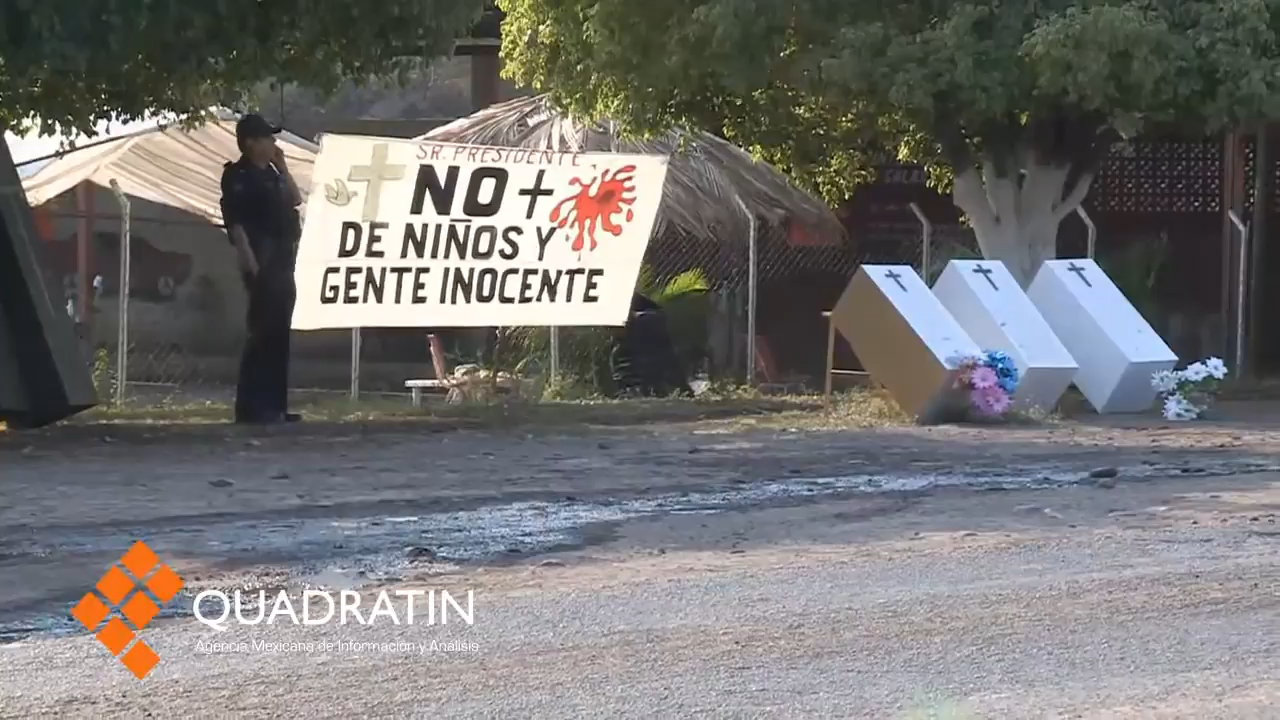 SR. PRESIDENTE
NO +
DE NIÑOS Y
GENTE INOCENTE
QUADRATIN
Agencia Mexicana de Información y Análisis